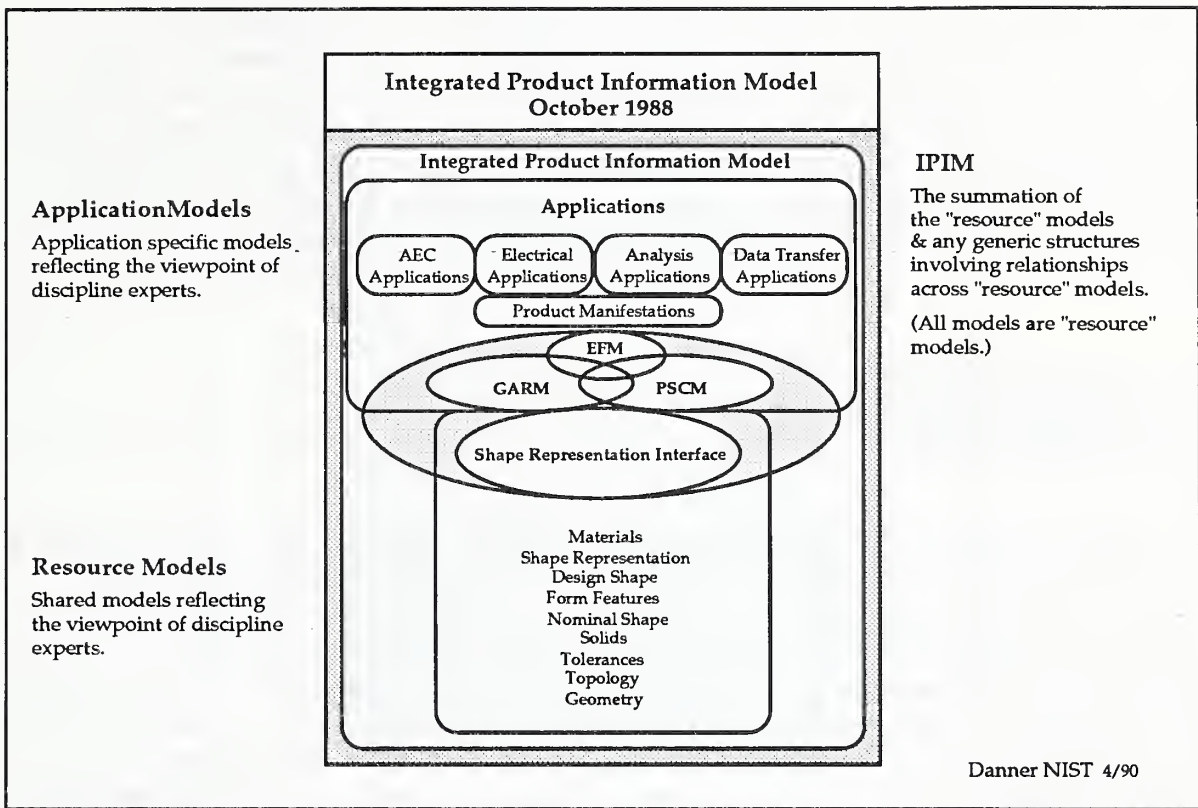 Integrated Product Information Model
October 1988
Integrated Product Information Model
Applications
AEC
Applications
Electrical
Applications
Analysis
Applications
Data Transfer
Applications
Product Manifestations
EFM
GARM
PSCM
Shape Representation Interface
Materials
Shape Representation
Design Shape
Form Features
Nominal Shape
Solids
Tolerances
Topology
Geometry
ApplicationModels
Application specific models
reflecting the viewpoint of
discipline experts.
Resource Models
Shared models reflecting
the viewpoint of discipline
experts.
IPIM
The summation of
the "resource" models
& any generic structures
involving relationships
across "resource" models.
(All models are "resource"
models.)
Danner NIST 4/90